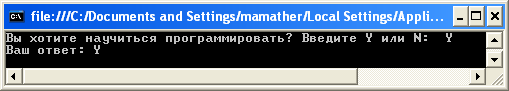 file:///C:/Documents and Settings/mamather/Local Settings/Appli...
Вы хотите научиться программировать? Введите Y или N:  Y
Ваш ответ: Y